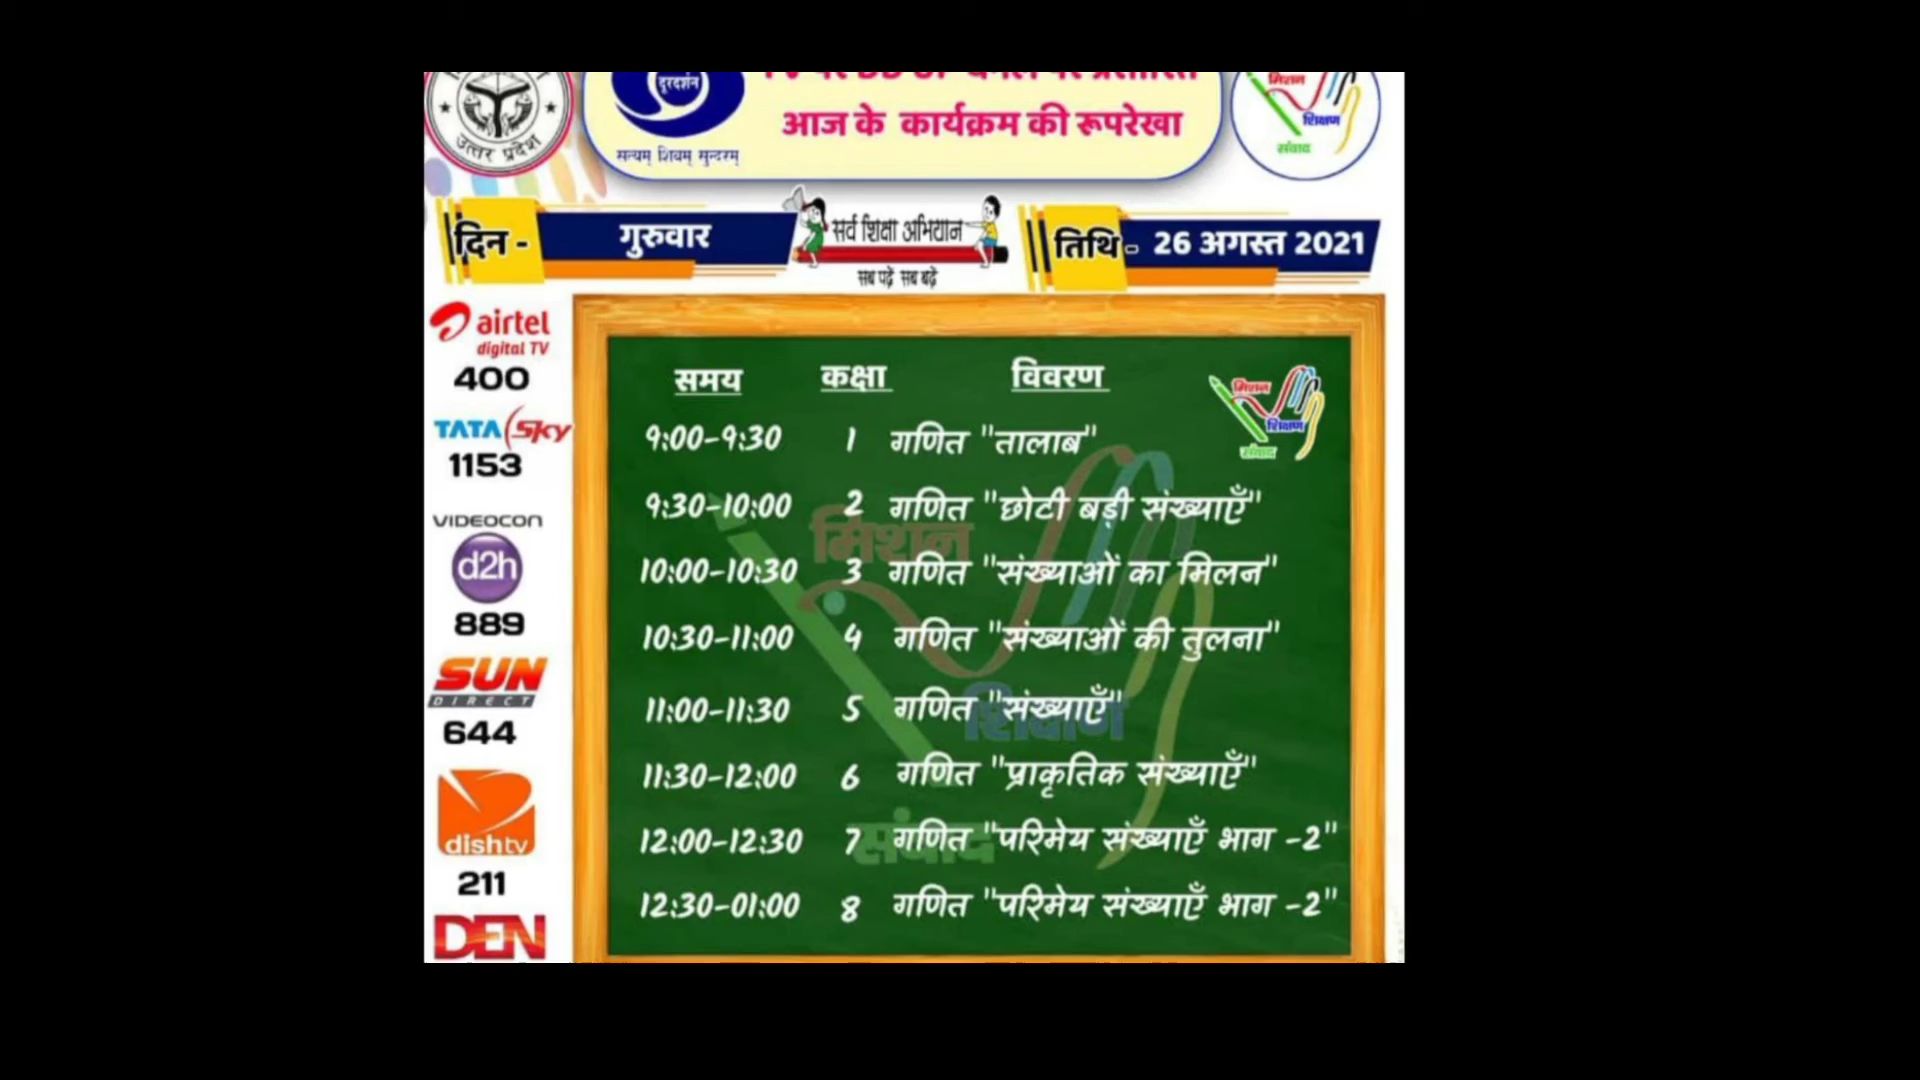 उत्तर प्रदेश
दूरदर्शन
सत्यम् शिवम् सुन्दरम्
आज के कार्यक्रम की रूपरेखा
मिशन
शिक्षण
संवाद
दिन -
गुरुवार
सर्व शिक्षा अभियान
सब पढ़ें सब बढ़ें
तिथि - 26 अगस्त 2021
airtel
digital TV
400
TATA Sky
1153
VIDEOCON
d2h
889
SUN
DIRECT
644
dishtv
211
DEN
समय कक्षा विवरण
मिशन
शिक्षण
संवाद
9:00-9:30 1 गणित "तालाब"
9:30-10:00 2 गणित "छोटी बड़ी संख्याएँ"
10:00-10:30 3 गणित "संख्याओं का मिलन"
10:30-11:00 4 गणित "संख्याओं की तुलना"
11:00-11:30 5 गणित "संख्याएँ"
11:30-12:00 6 गणित "प्राकृतिक संख्याएँ"
12:00-12:30 7 गणित "परिमेय संख्याएँ भाग -2"
12:30-01:00 8 गणित "परिमेय संख्याएँ भाग -2"
मिशन
शिक्षण
संवाद